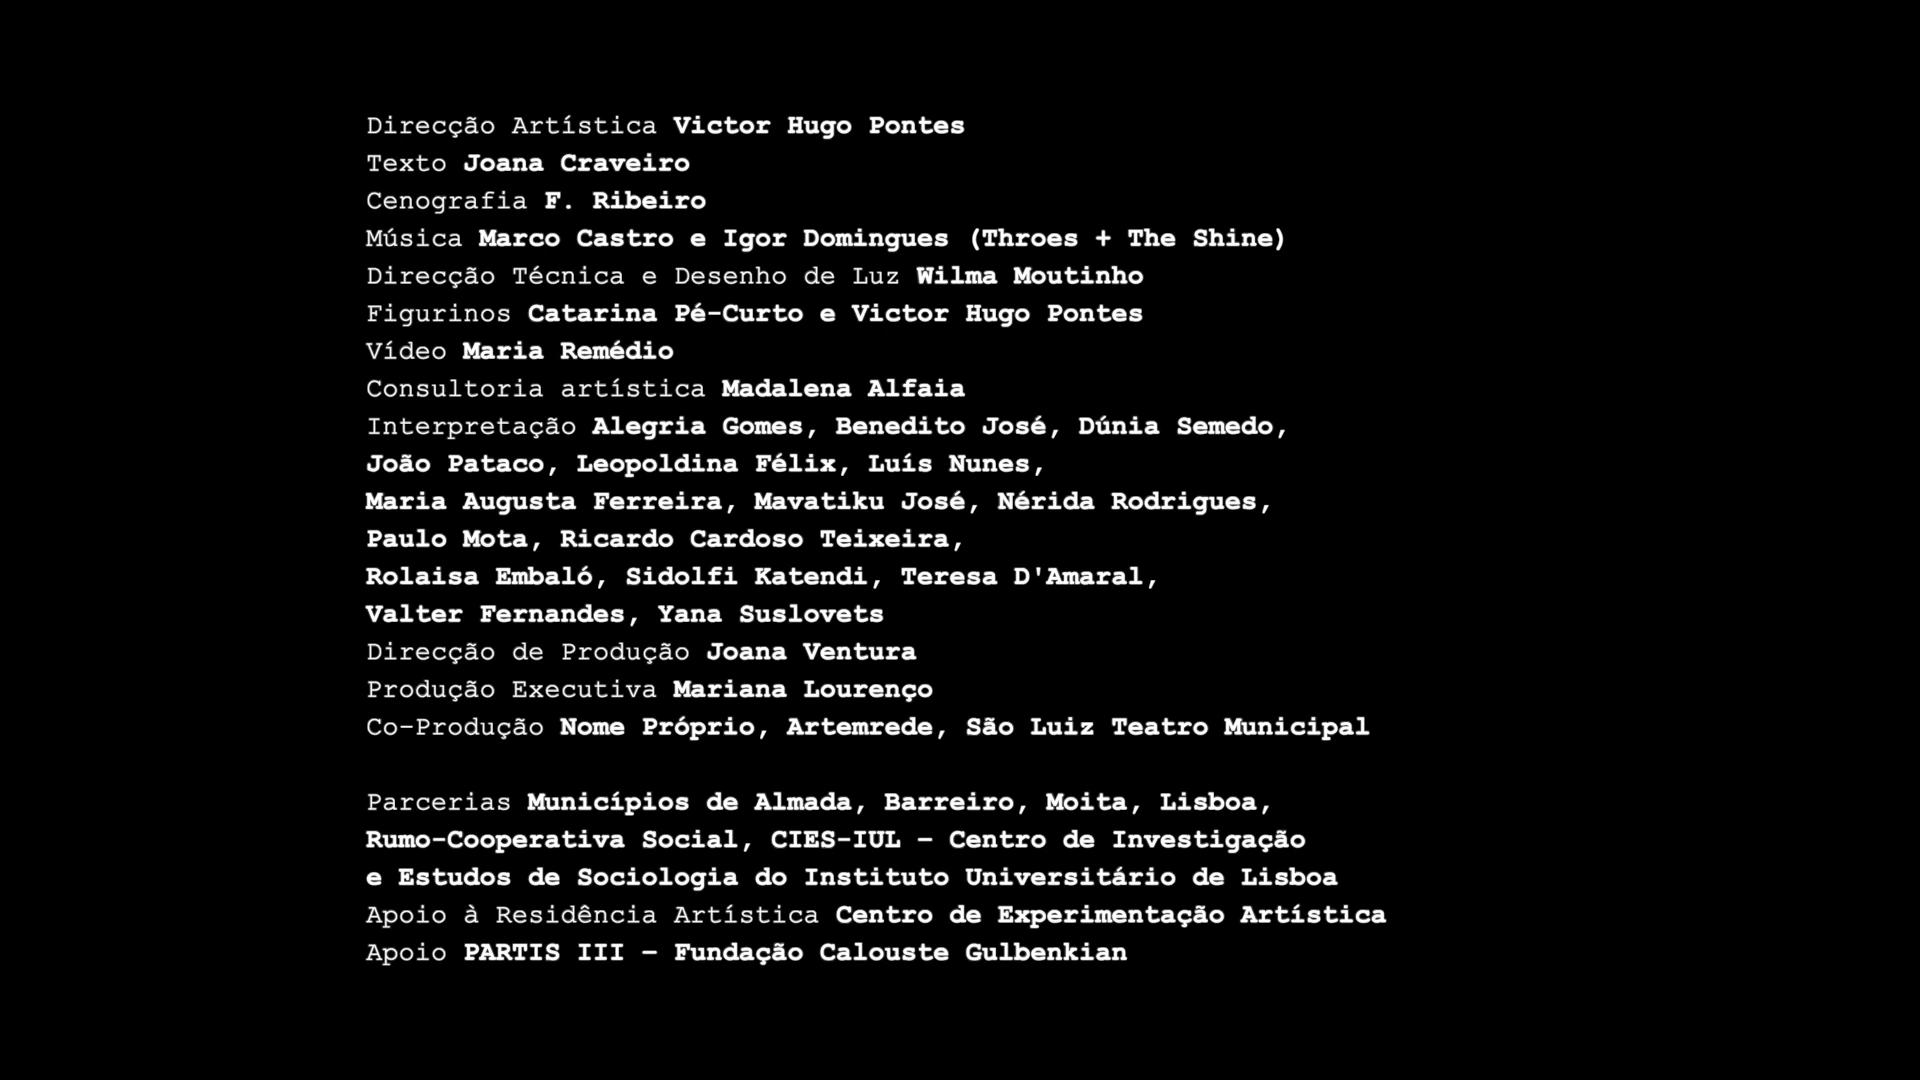 Direcção Artística Victor Hugo Pontes
Texto Joana Craveiro
Cenografia F. Ribeiro
Música Marco Castro e Igor Domingues (Throes + The Shine)
Direcção Técnica e Desenho de Luz Wilma Moutinho
Figurinos Catarina Pé-Curto e Victor Hugo Pontes
Vídeo Maria Remédio
Consultoria artística Madalena Alfaia
Interpretação Alegria Gomes, Benedito José, Dúnia Semedo,
João Pataco, Leopoldina Félix, Luís Nunes,
Maria Augusta Ferreira, Mavatiku José, Nérida Rodrigues,
Paulo Mota, Ricardo Cardoso Teixeira,
Rolaisa Embaló, Sidolfi Katendi, Teresa D'Amaral,
Valter Fernandes, Yana Suslovets
Direcção de Produção Joana Ventura
Produção Executiva Mariana Lourenço
Co-Produção Nome Próprio, Artemrede, São Luiz Teatro Municipal
Parcerias Municípios de Almada, Barreiro, Moita, Lisboa,
Rumo-Cooperativa Social, CIES-IUL – Centro de Investigação
e Estudos de Sociologia do Instituto Universitário de Lisboa
Apoio à Residência Artística Centro de Experimentação Artística
Apoio PARTIS III – Fundação Calouste Gulbenkian